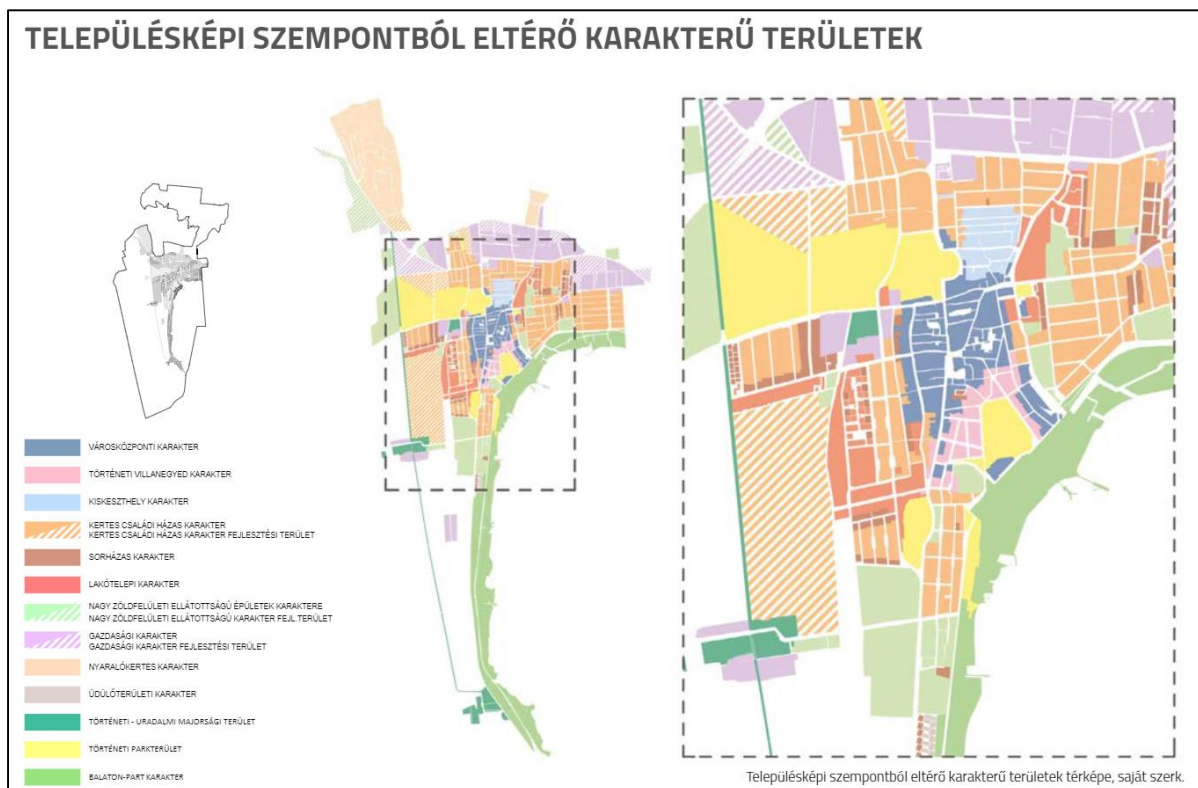 TELEPÜLÉSKÉPI SZEMPONTBÓL ELTÉRŐ KARAKTERŰ TERÜLETEK
VÁROSKÖZPONTI KARAKTER
TÖRTÉNETI VILLANEGYED KARAKTER
KISKESZTHELY KARAKTER
KERTES CSALÁDI HÁZAS KARAKTER
KERTES CSALÁDI HÁZAS KARAKTER FEJLESZTÉSI TERÜLET
SORHÁZAS KARAKTER
LAKÓTELEPI KARAKTER
NAGY ZÖLDFELÜLETI ELLÁTOTTSÁGÚ ÉPÜLETEK KARAKTERE
NAGY ZÖLDFELÜLETI ELLÁTOTTSÁGÚ KARAKTER FEJL.TERÜLET
GAZDASÁGI KARAKTER
GAZDASÁGI KARAKTER FEJLESZTÉSI TERÜLET
NYARALÓKERTES KARAKTER
ÜDÜLŐTERÜLETI KARAKTER
TÖRTÉNETI - URADALMI MAJORSÁGI TERÜLET
TÖRTÉNETI PARKTERÜLET
BALATON-PART KARAKTER
Településképi szempontból eltérő karakterű területek térképe, saját szerk.